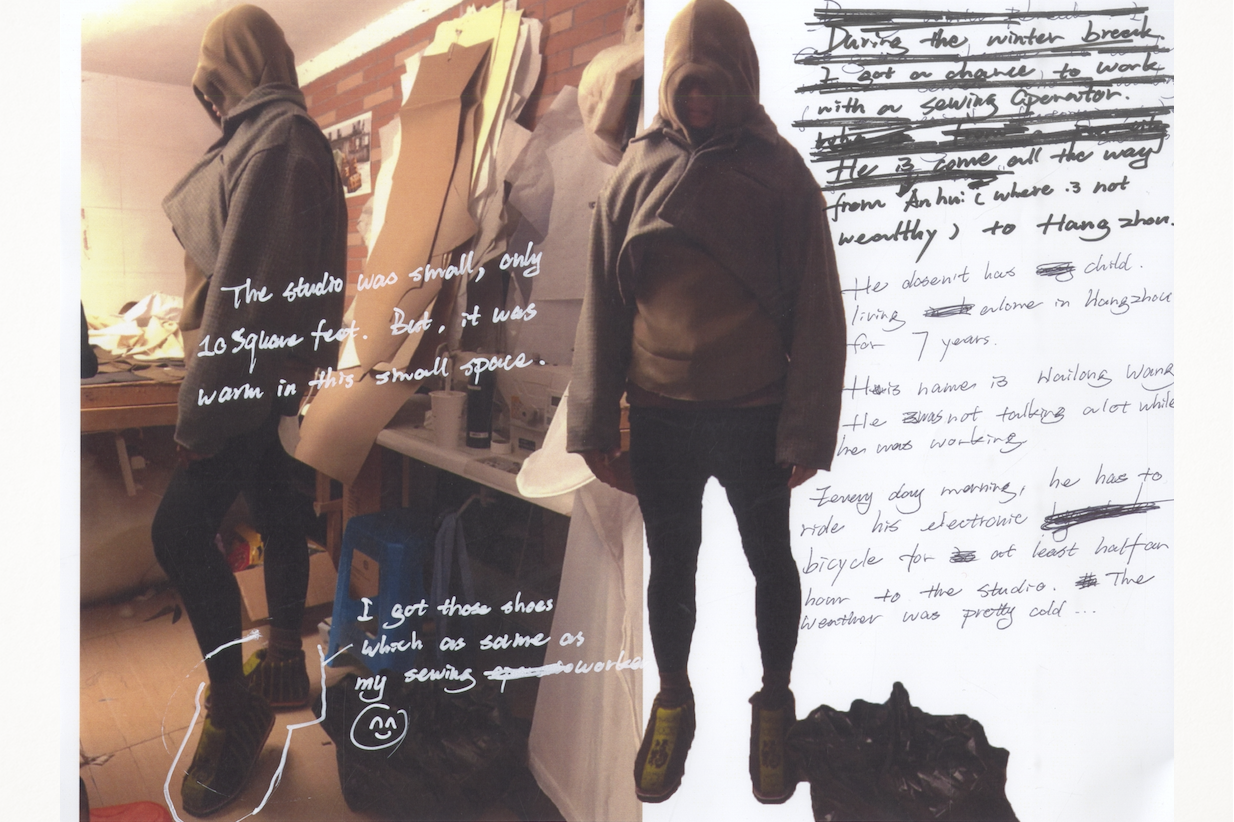 The studio was small, only
10 square feet. But, it was
warm in this small space.
I got those shoes
which as same as
my sewing worke
During the winter break
I got a chance to work
with a sewing operator.
He is come all the way
from Anhui (where is not
wealthy) to Hangzhou.
He dosen't has child.
living alone in Hangzhou
for 7 years.
His name is Wailong Wang
He was not talking a lot while
he was working
Every day morning, he has to
ride his electronic
bicycle for at least half an
hour to the studio. The
weather was pretty cold ...
福
福